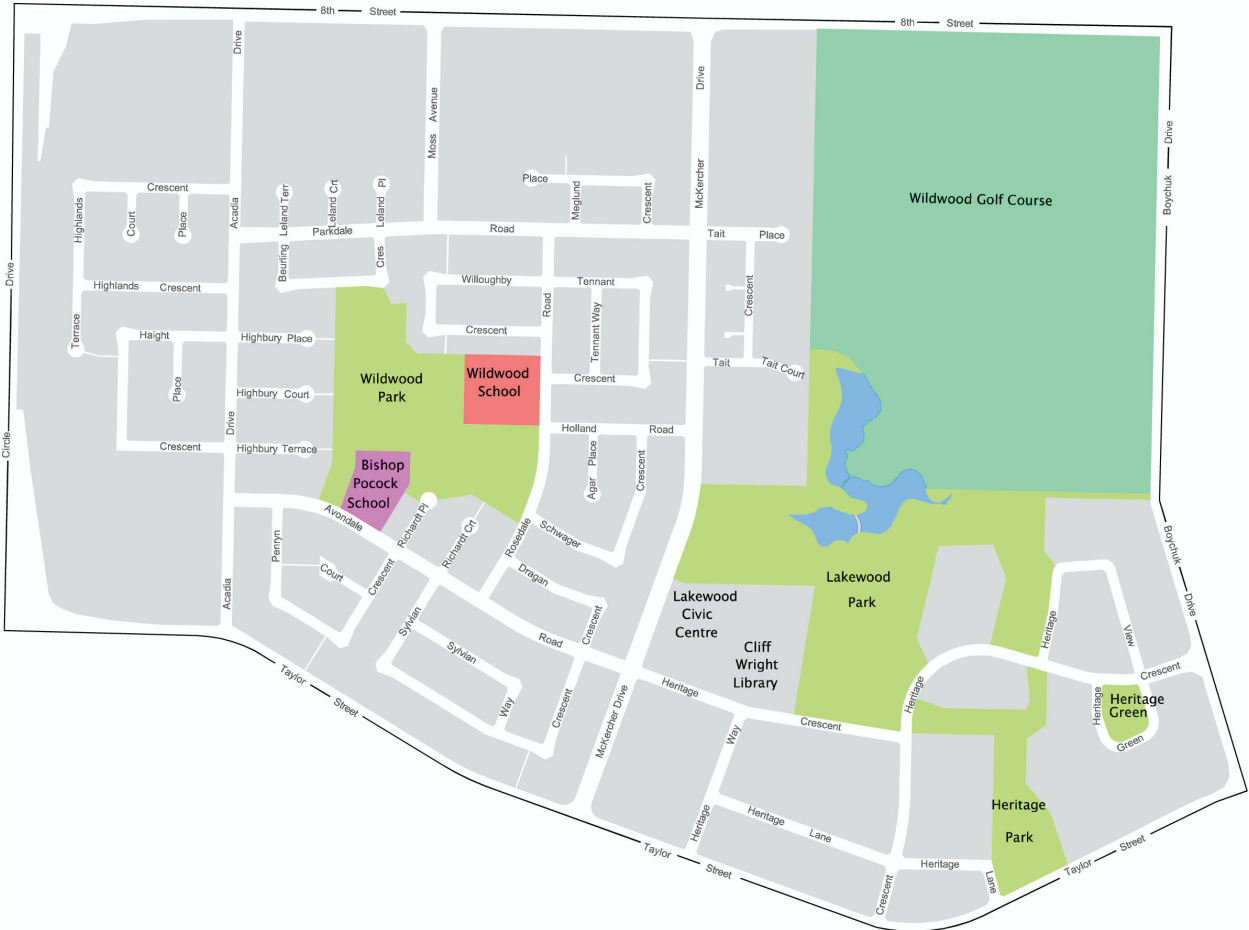 8th Street
8th Street
Drive
Moss Avenue
McKercher Drive
Boychuk Drive
Wildwood Golf Course
Highlands Crescent
Court
Place
Acadia
Beurling
Leland Terr
Leland Crt
Leland Pl
Cres
Parkdale Road
Place
Meglund
Crescent
Tait Place
Crescent
Highlands Crescent
Terrace
Drive
Circle
Willoughby
Crescent
Road
Tennant
Tennant Way
Crescent
Haight
Place
Crescent
Highbury Place
Highbury Court
Highbury Terrace
Drive
Wildwood
Park
Wildwood
School
Tait
Tait Court
Holland Road
Agar Place
Crescent
Schwager
Bishop
Pocock
School
Avondale
Richardt Pl
Richardt Crt
Rosedale
Dragan
Crescent
Penryn
Court
Crescent
Acadia
Sylvian
Sylvian
Way
Road
Crescent
Taylor Street
McKercher Drive
Lakewood
Civic
Centre
Cliff
Wright
Library
Lakewood
Park
Boychuk Drive
Heritage
View
Crescent
Heritage
Heritage
Green
Green
Heritage
Heritage Crescent
Heritage Way
Heritage Lane
Heritage
Park
Heritage
Lane
Crescent
Taylor Street
Taylor Street